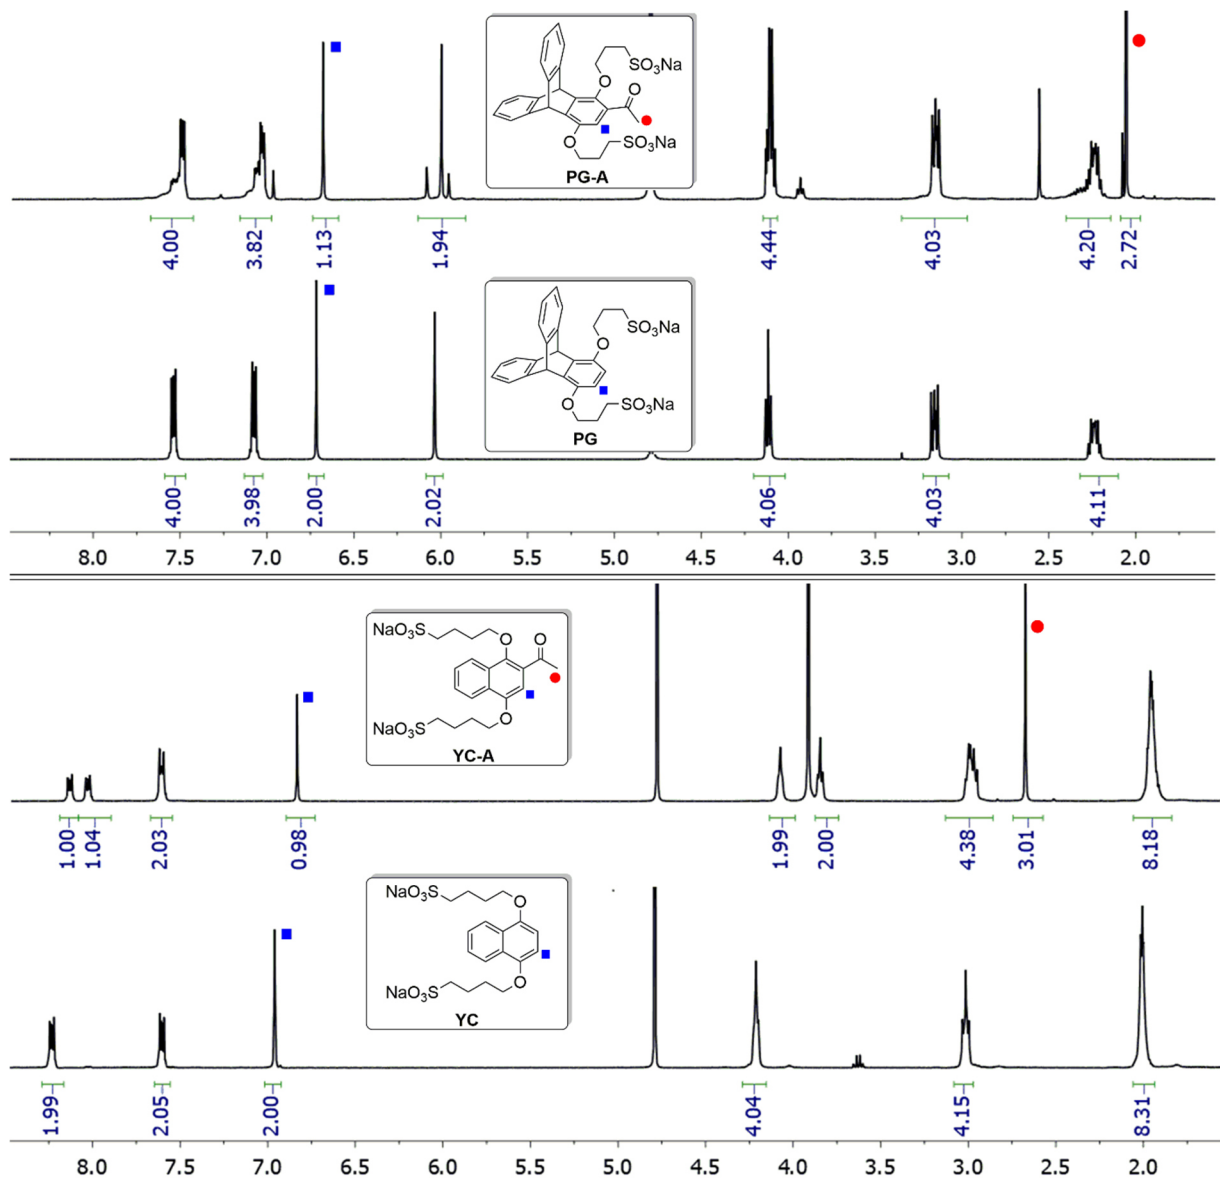 SO3Na
O
O
O
SO3Na
PG-A
4.00 3.82 1.13 1.94 4.44 4.03 4.20 2.72
SO3Na
O
O
SO3Na
PG
4.00 3.98 2.00 2.02 4.06 4.03 4.11
8.0 7.5 7.0 6.5 6.0 5.5 5.0 4.5 4.0 3.5 3.0 2.5 2.0
NaO3S
O
O
NaO3S
O
YC-A
1.00 1.04 2.03 0.98 1.99 2.00 4.38 3.01 8.18
NaO3S
O
NaO3S
O
YC
1.99 2.05 2.00 4.04 4.15 8.31
8.0 7.5 7.0 6.5 6.0 5.5 5.0 4.5 4.0 3.5 3.0 2.5 2.0